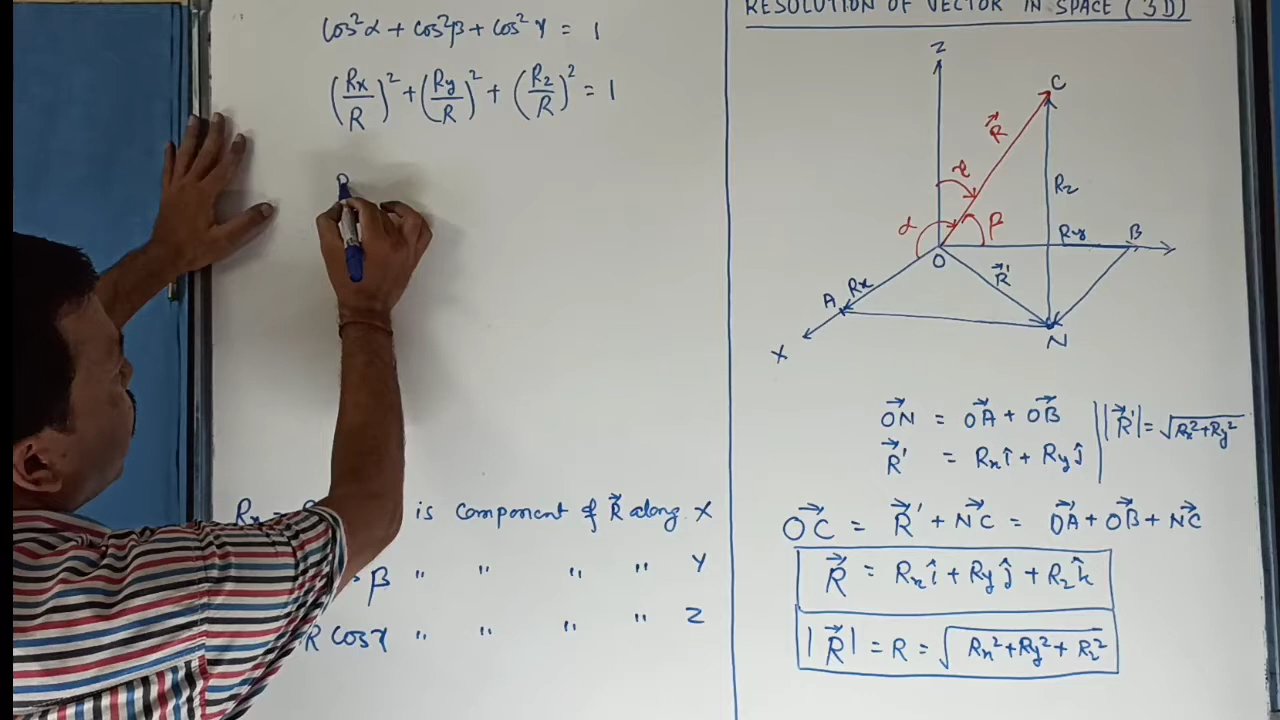 cos²α + cos²β + cos²γ = 1
(Rx/R)² + (Ry/R)² + (Rz/R)² = 1
Rx =
is component of R⃗ along X
β " " " " Y
R cosγ " " " " Z
RESOLUTION OF VECTOR IN SPACE (3D)
Z
C
R⃗
γ
Rz
α
β
Ry
B
O
R⃗'
A
Rx
N
X
O⃗N = O⃗A + O⃗B
|R⃗'| = √Rx²+Ry²
R⃗' = Rx î + Ry ĵ
O⃗C = R⃗' + N⃗C = O⃗A + O⃗B + N⃗C
R⃗ = Rx î + Ry ĵ + Rz k̂
|R⃗| = R = √Rx²+Ry²+Rz²